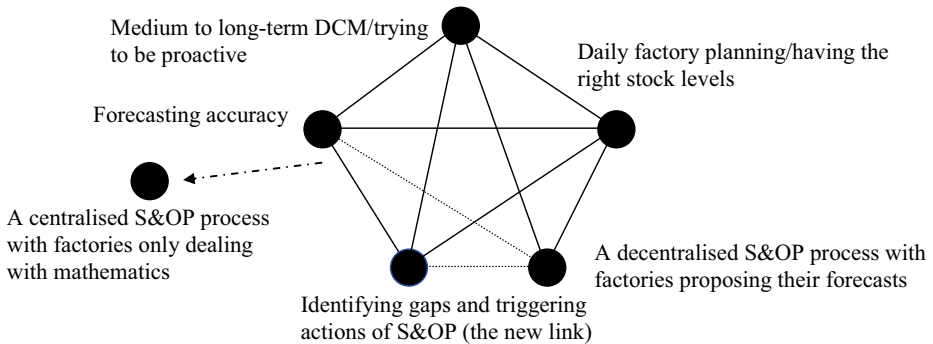 Medium to long-term DCM/trying
to be proactive
Daily factory planning/having the
right stock levels
Forecasting accuracy
A centralised S&OP process
with factories only dealing
with mathematics
A decentralised S&OP process with
factories proposing their forecasts
Identifying gaps and triggering
actions of S&OP (the new link)